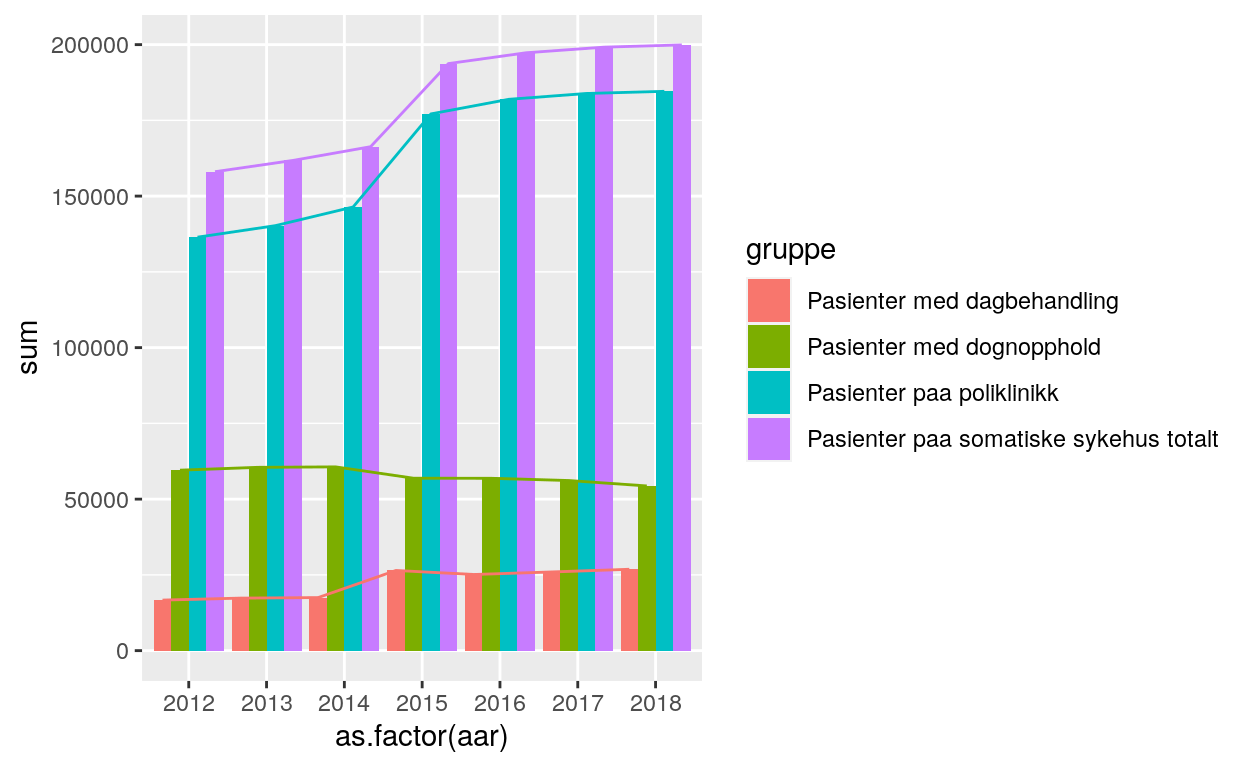 200000
150000
100000
50000
0
sum
2012 2013 2014 2015 2016 2017 2018
as.factor(aar)
gruppe
Pasienter med dagbehandling
Pasienter med dognopphold
Pasienter paa poliklinikk
Pasienter paa somatiske sykehus totalt